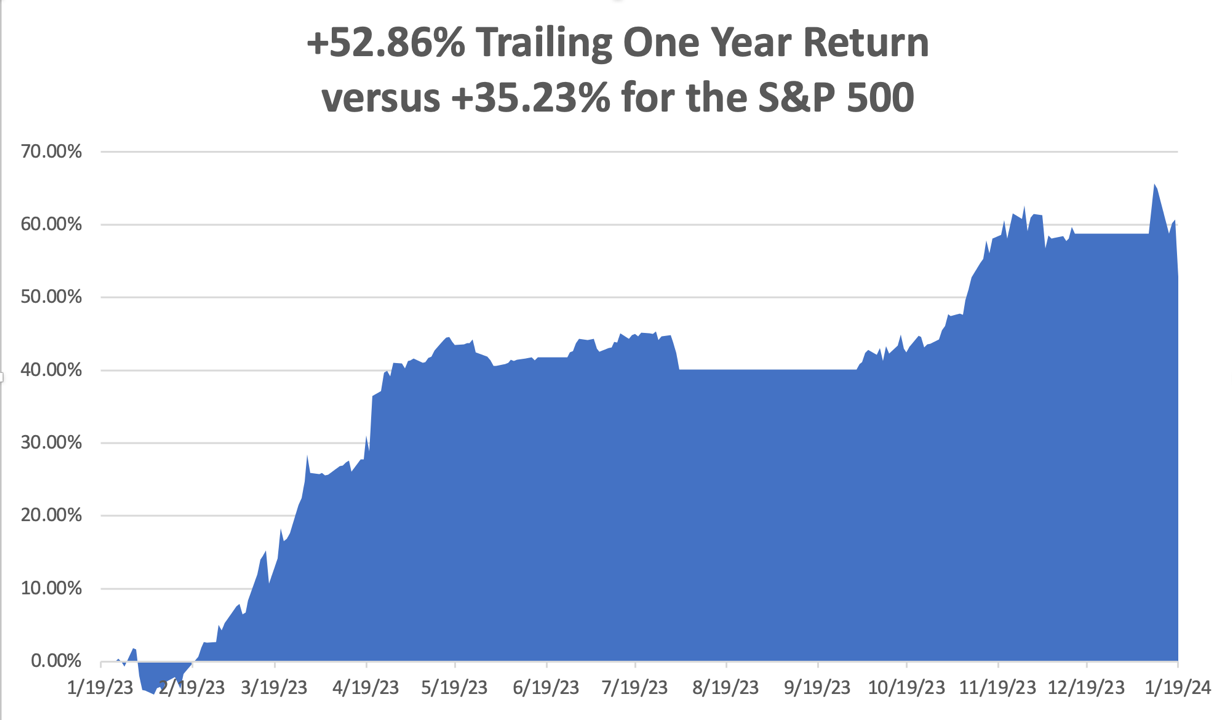 +52.86% Trailing One Year Return
versus +35.23% for the S&P 500
70.00%
60.00%
50.00%
40.00%
30.00%
20.00%
10.00%
0.00%
1/19/23 2/19/23 3/19/23 4/19/23 5/19/23 6/19/23 7/19/23 8/19/23 9/19/23 10/19/23 11/19/23 12/19/23 1/19/24